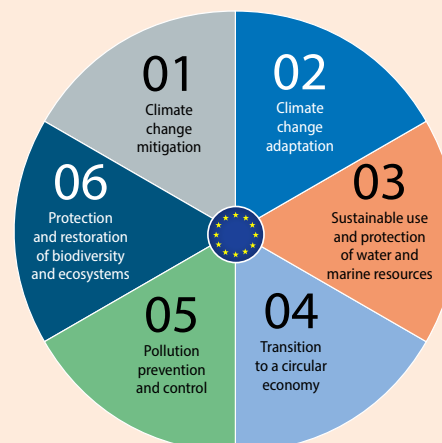 01
Climate
change
mitigation
02
Climate
change
adaptation
03
Sustainable use
and protection
of water and
marine resources
04
Transition
to a circular
economy
05
Pollution
prevention
and control
06
Protection
and restoration
of biodiversity
and ecosystems